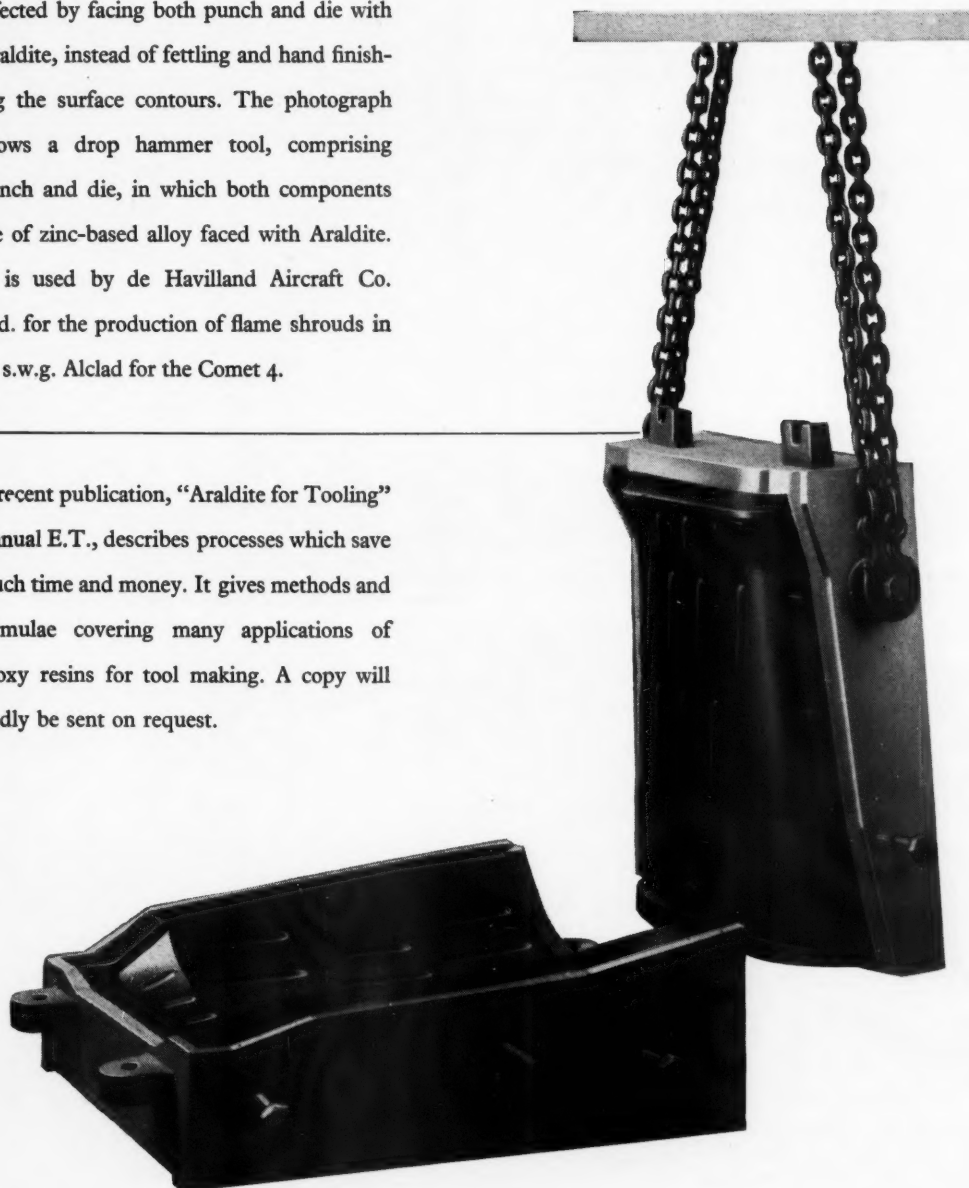 fected by facing both punch and die with
aldite, instead of fettling and hand finish-
g the surface contours. The photograph
ows a drop hammer tool, comprising
nch and die, in which both components
e of zinc-based alloy faced with Araldite.
is used by de Havilland Aircraft Co.
d. for the production of flame shrouds in
s.w.g. Alclad for the Comet 4.
recent publication, “Araldite for Tooling”
nual E.T., describes processes which save
uch time and money. It gives methods and
mulae covering many applications of
oxy resins for tool making. A copy will
dly be sent on request.